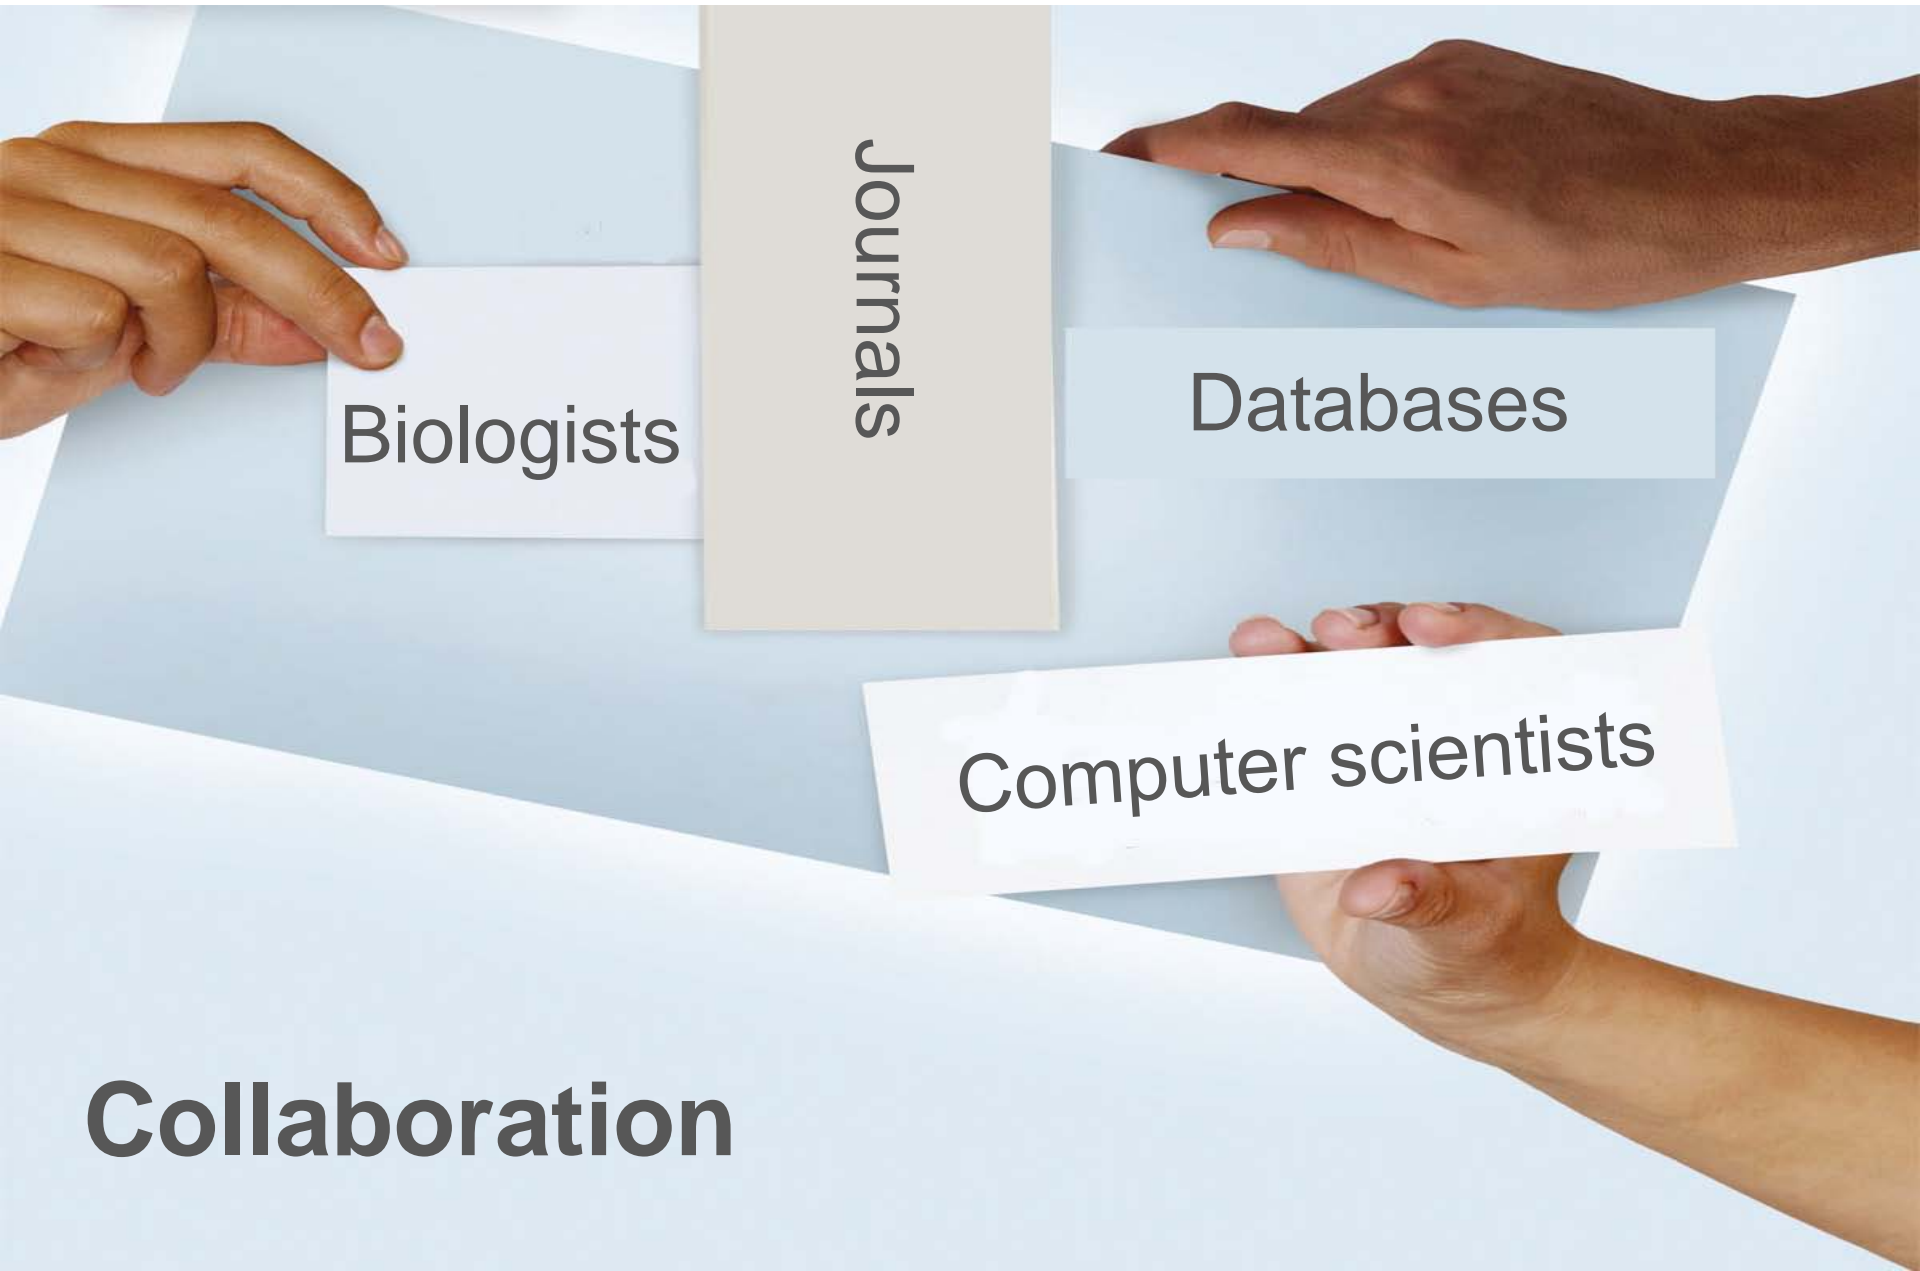 Journals
Biologists
Databases
Computer scientists
Collaboration